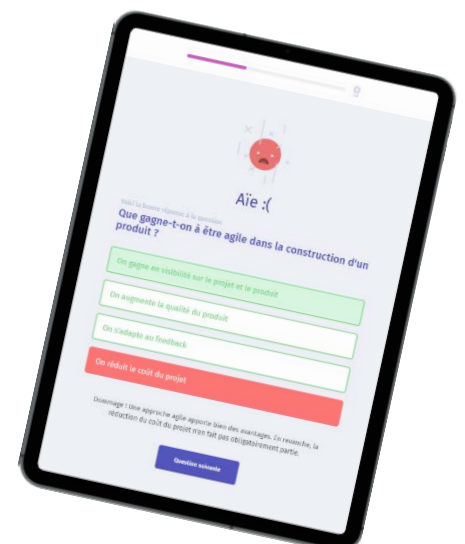 Aïe :(
Voici la bonne réponse à la question
Que gagne-t-on à être agile dans la construction d'un
produit ?
On gagne en visibilité sur le projet et le produit
On augmente la qualité du produit
On s'adapte au feedback
On réduit le coût du projet
Dommage ! Une approche agile apporte bien des avantages. En revanche, la
réduction du coût du projet n'en fait pas obligatoirement partie.
Question suivante